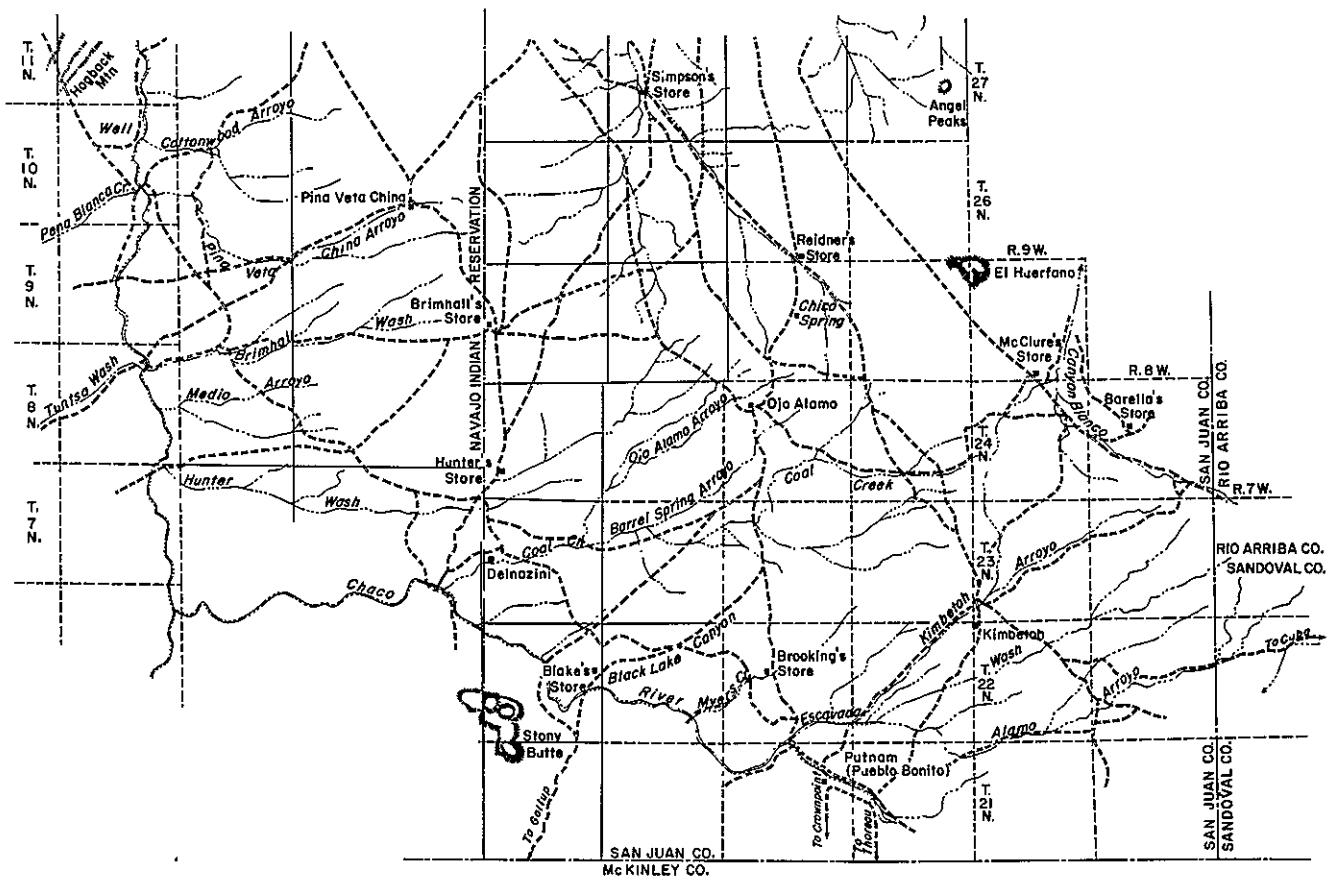 T. 11 N.
Hogback Mtn
Wall
Cottonwood Arroyo
Simpson's Store
T. 27 N.
Angel Peaks
T. 10 N.
Pena Blanca Cr.
Pina Veta China
T. 26 N.
Pina Veta China Arroyo
NAVAJO INDIAN RESERVATION
Reidner's Store
R. 9 W.
El Huerfano
T. 9 N.
Brimhall's Store
Brimhal Wash
Chico Spring
McClure's Store
Canyon Blanco
R. 8 W.
Barella's Store
SAN JUAN CO.
RIO ARRIBA CO.
Tuntsa Wash
T. 8 N.
Medio Arroyo
Ojo Alamo
Ojo Alamo Arroyo
T. 24 N.
Hunter's Store
Hunter Wash
Coal Creek
R. 7 W.
T. 7 N.
Barrel Spring Arroyo
Coal Cr.
Delnazini
T. 23 N.
Kimbetoh Arroyo
RIO ARRIBA CO.
SANDOVAL CO.
Chaco River
Kimbetoh
To Cuba
Blake's Store
Black Lake Canyon
Brooking's Store
Myers Cr.
T. 22 N.
Escavada Wash
Alamo Arroyo
Stony Butte
Putnam
(Pueblo Bonito)
To Gallup
To Crownpoint
To Thoreau
T. 21 N.
SAN JUAN CO.
SANDOVAL CO.
SAN JUAN CO.
McKINLEY CO.